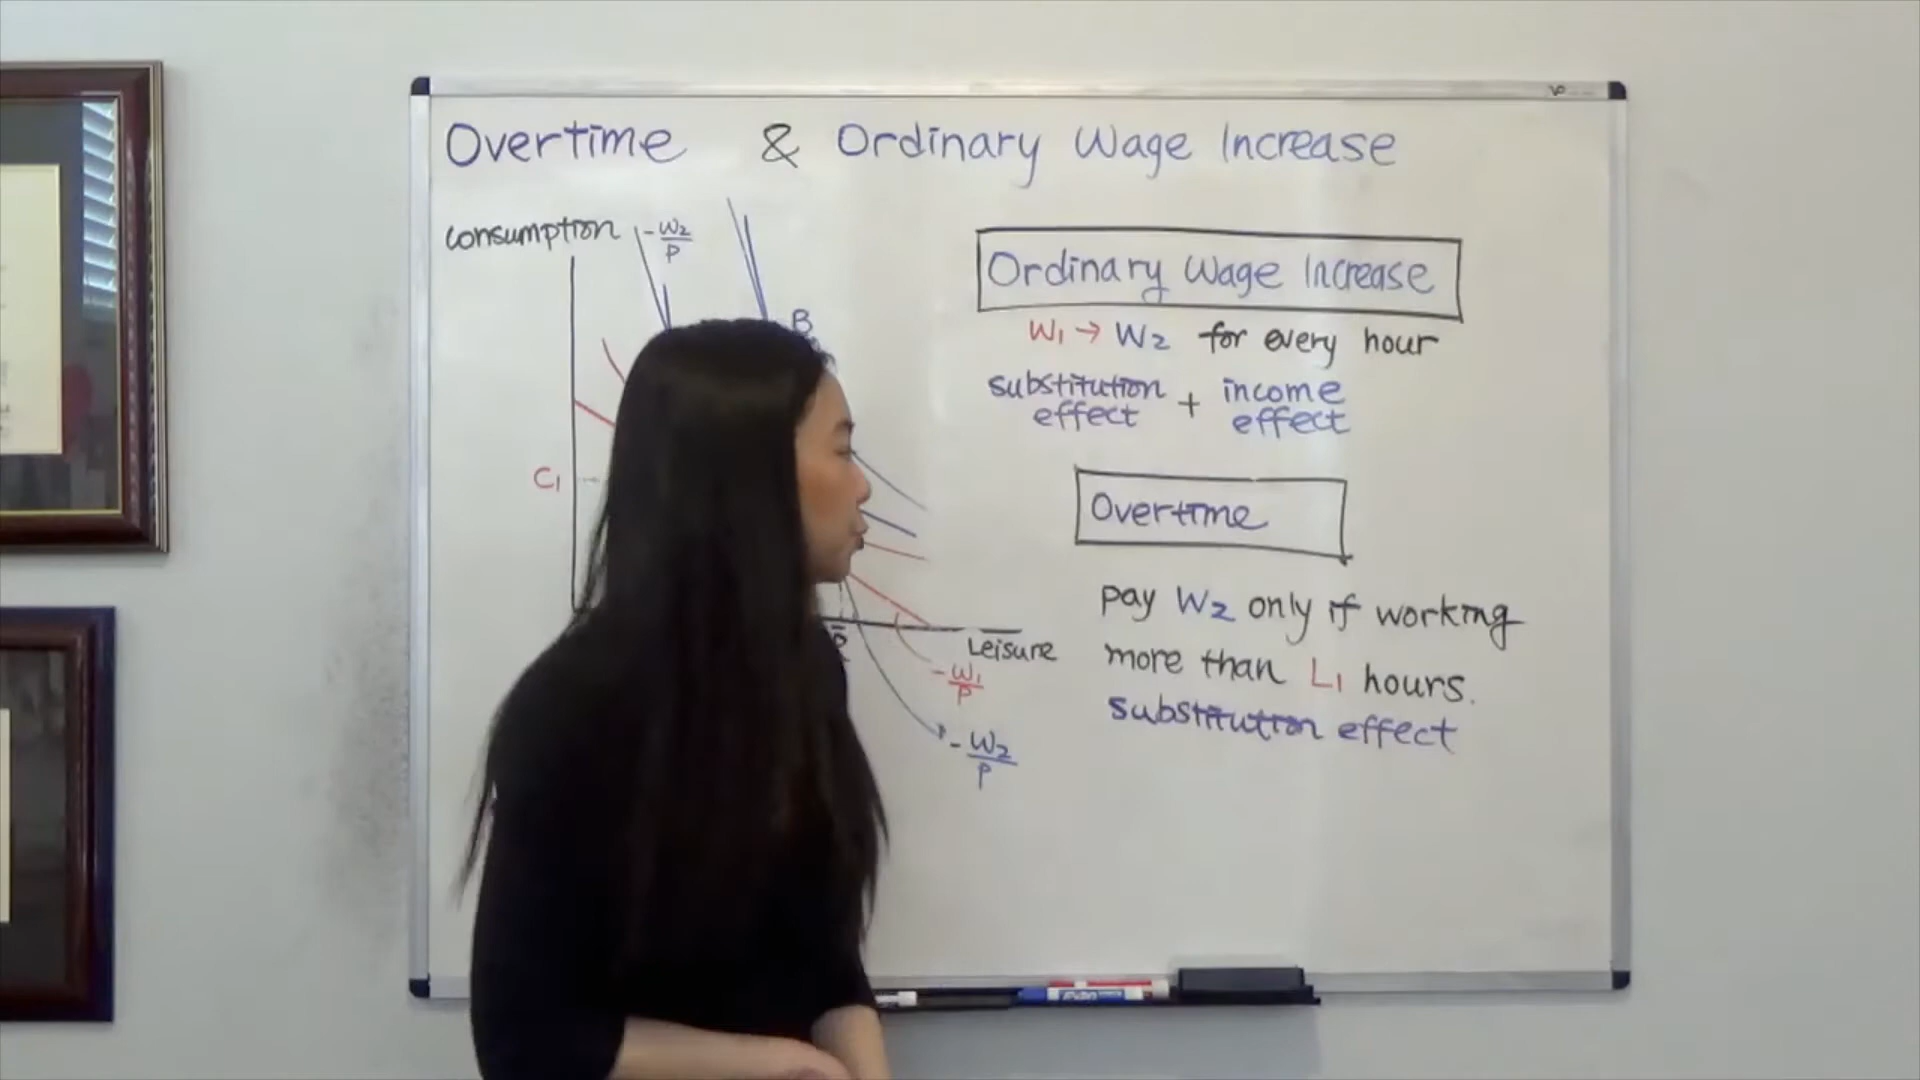 Overtime & Ordinary Wage Increase
consumption
-W2/P
B
C1
Leisure
-W1/P
-W2/P
Ordinary Wage Increase
W1 → W2 for every hour
substitution effect + income effect
Overtime
pay W2 only if working
more than L1 hours.
substitution effect